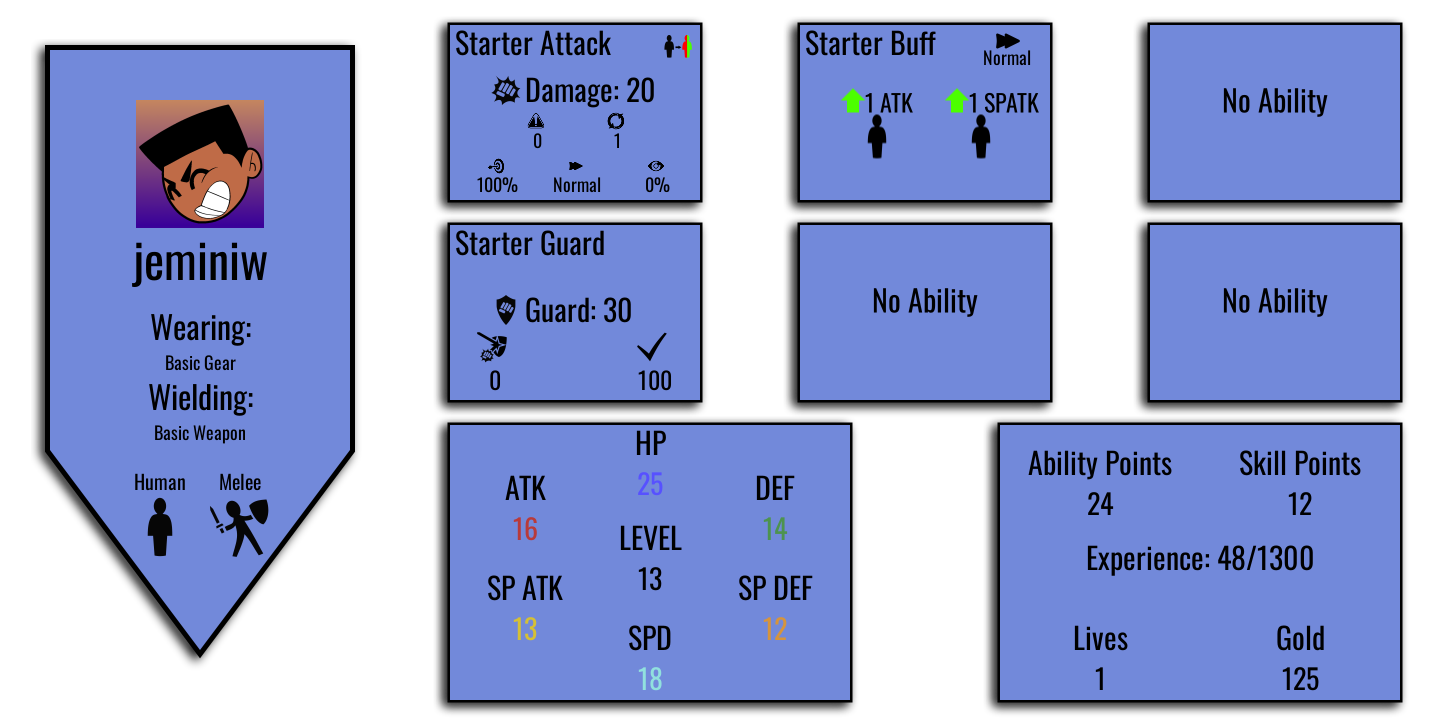 jeminiw
Wearing:
Basic Gear
Wielding:
Basic Weapon
Human Melee
Starter Attack
Damage: 20
0 1
100% Normal 0%
Starter Buff
Normal
1 ATK 1 SPATK
No Ability
Starter Guard
Guard: 30
0 100
No Ability
No Ability
HP
25
ATK
16
DEF
14
LEVEL
13
SP ATK
13
SP DEF
12
SPD
18
Ability Points
24
Skill Points
12
Experience: 48/1300
Lives
1
Gold
125